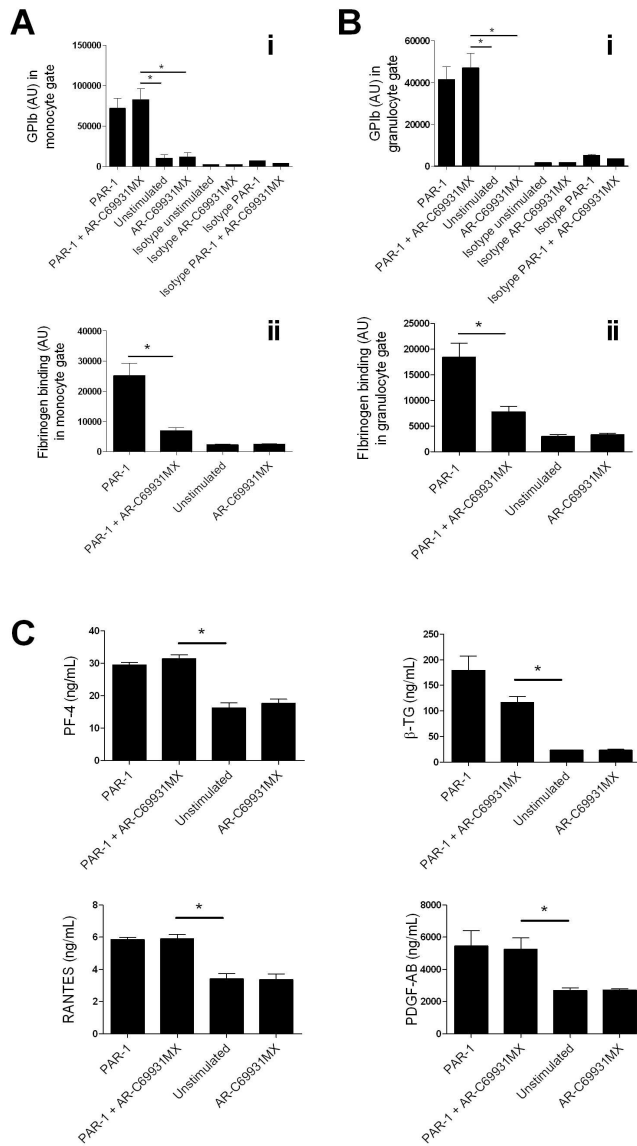 A
i
GPIb (AU) in
monocyte gate
100000
75000
50000
25000
0
*
*
PAR-1
PAR-1 + AR-C69931MX
Unstimulated
AR-C69931MX
Isotype unstimulated
Isotype AR-C69931MX
Isotype PAR-1
Isotype PAR-1 + AR-C69931MX
B
i
GPIb (AU) in
granulocyte gate
60000
40000
20000
0
*
*
PAR-1
PAR-1 + AR-C69931MX
Unstimulated
AR-C69931MX
Isotype unstimulated
Isotype AR-C69931MX
Isotype PAR-1
Isotype PAR-1 + AR-C69931MX
ii
Fibrinogen binding (AU)
in monocyte gate
40000
30000
20000
10000
0
*
PAR-1
PAR-1 + AR-C69931MX
Unstimulated
AR-C69931MX
ii
FIbrinogen binding (AU)
in granulocyte gate
25000
20000
15000
10000
5000
0
*
PAR-1
PAR-1 + AR-C69931MX
Unstimulated
AR-C69931MX
C
PF-4 (ng/mL)
40
30
20
10
0
*
PAR-1
PAR-1 + AR-C69931MX
Unstimulated
AR-C69931MX
β-TG (ng/mL)
250
200
150
100
50
0
*
PAR-1
PAR-1 + AR-C69931MX
Unstimulated
AR-C69931MX
RANTES (ng/mL)
8
6
4
2
0
*
PAR-1
PAR-1 + AR-C69931MX
Unstimulated
AR-C69931MX
PDGF-AB (ng/mL)
8000
6000
4000
2000
0
*
PAR-1
PAR-1 + AR-C69931MX
Unstimulated
AR-C69931MX